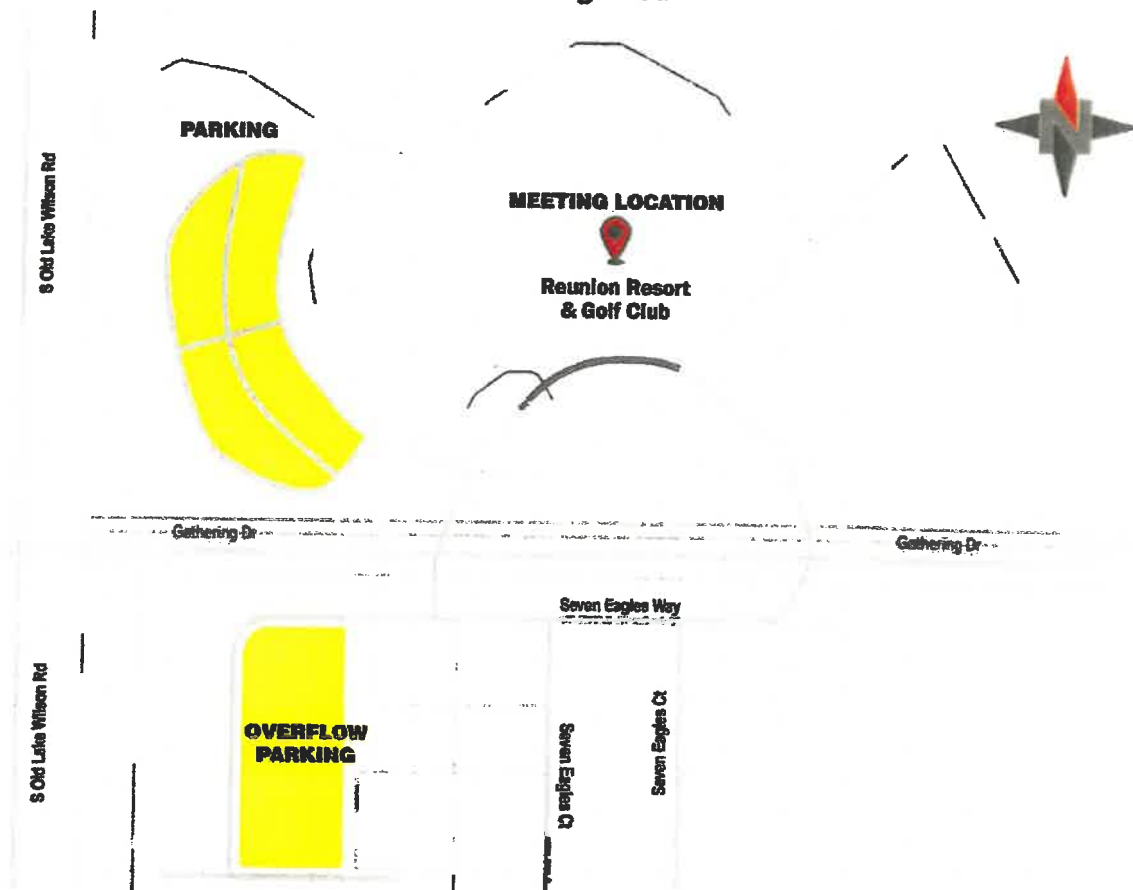 PARKING
S Old Lake Wilson Rd
MEETING LOCATION
Reunion Resort
& Golf Club
Gathering Dr
Gathering Dr
Seven Eagles Way
S Old Lake Wilson Rd
OVERFLOW
PARKING
Seven Eagles Ct
Seven Eagles Ct